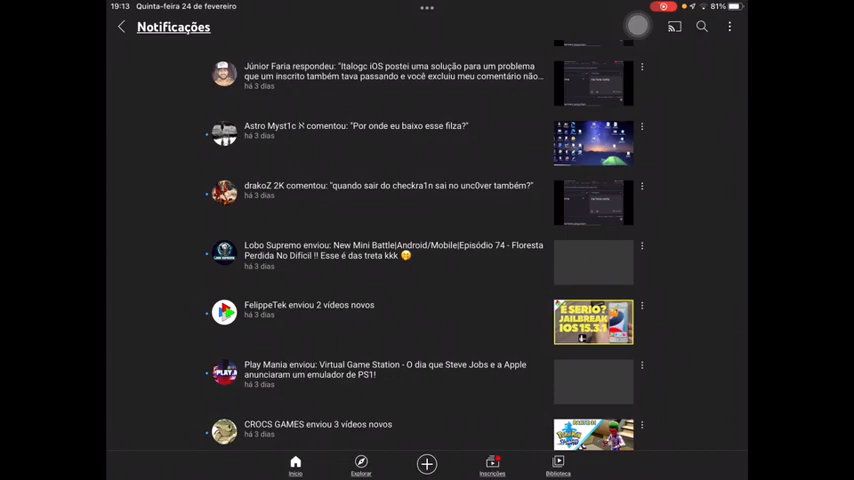 19:13 Quinta-feira 24 de fevereiro 81%
Notificações
Júnior Faria respondeu: "Italogc iOS postei uma solução para um problema
que um inscrito também tava passando e você excluiu meu comentário não...
há 3 dias
Astro Myst1c ℵ comentou: "Por onde eu baixo esse filza?"
há 3 dias
drakoZ 2K comentou: "quando sair do checkra1n sai no unc0ver também?"
há 3 dias
Lobo Supremo enviou: New Mini Battle|Android/Mobile|Episódio 74 - Floresta
Perdida No Difícil !! Esse é das treta kkk 🤭
há 3 dias
FelippeTek enviou 2 vídeos novos
há 3 dias
É SERIO?
JAILBREAK
IOS 15.3.1
Play Mania enviou: Virtual Game Station - O dia que Steve Jobs e a Apple
anunciaram um emulador de PS1!
há 3 dias
PLAY
CROCS GAMES enviou 3 vídeos novos
há 3 dias
Início Explorar Inscrições Biblioteca